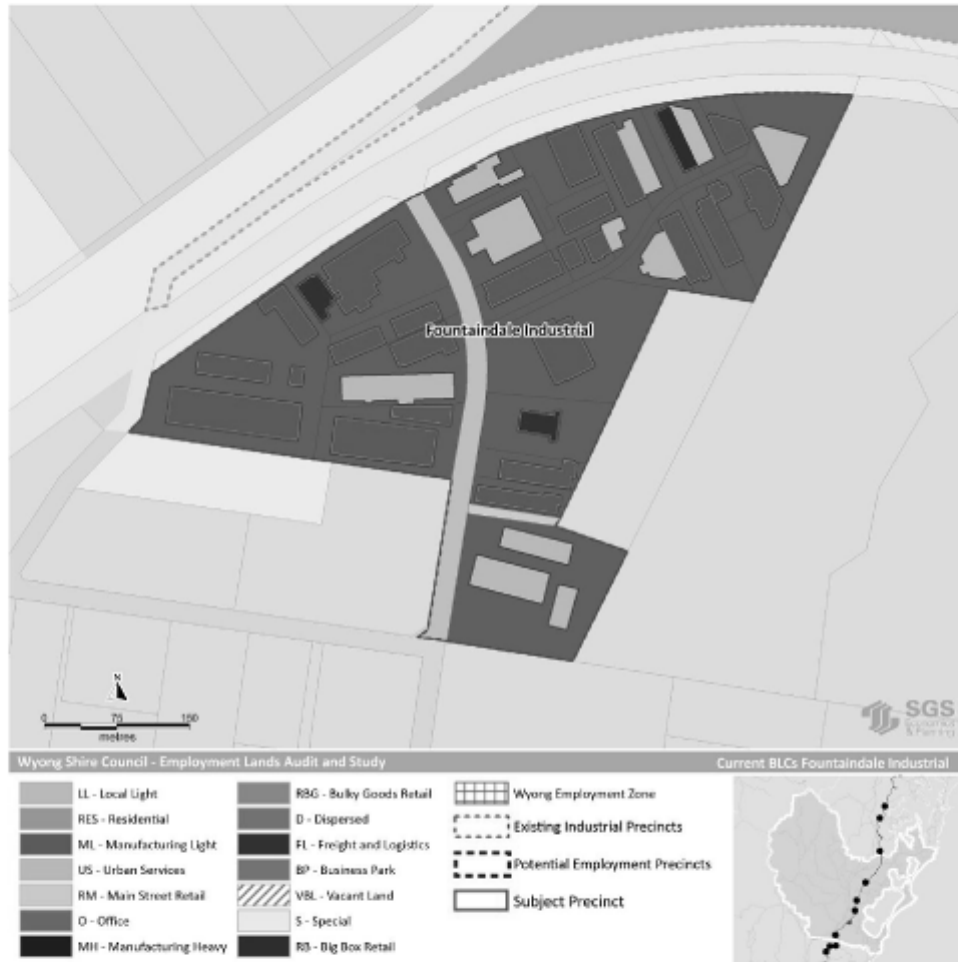 Fountaindale Industrial
N
0 75 150
metres
SGS
Economics
& Planning
Wyong Shire Council - Employment Lands Audit and Study
Current BLCs Fountaindale Industrial
LL - Local Light
RES - Residential
ML - Manufacturing Light
US - Urban Services
RM - Main Street Retail
O - Office
MH - Manufacturing Heavy
RBG - Bulky Goods Retail
D - Dispersed
FL - Freight and Logistics
BP - Business Park
VBL - Vacant Land
S - Special
RB - Big Box Retail
Wyong Employment Zone
Existing Industrial Precincts
Potential Employment Precincts
Subject Precinct